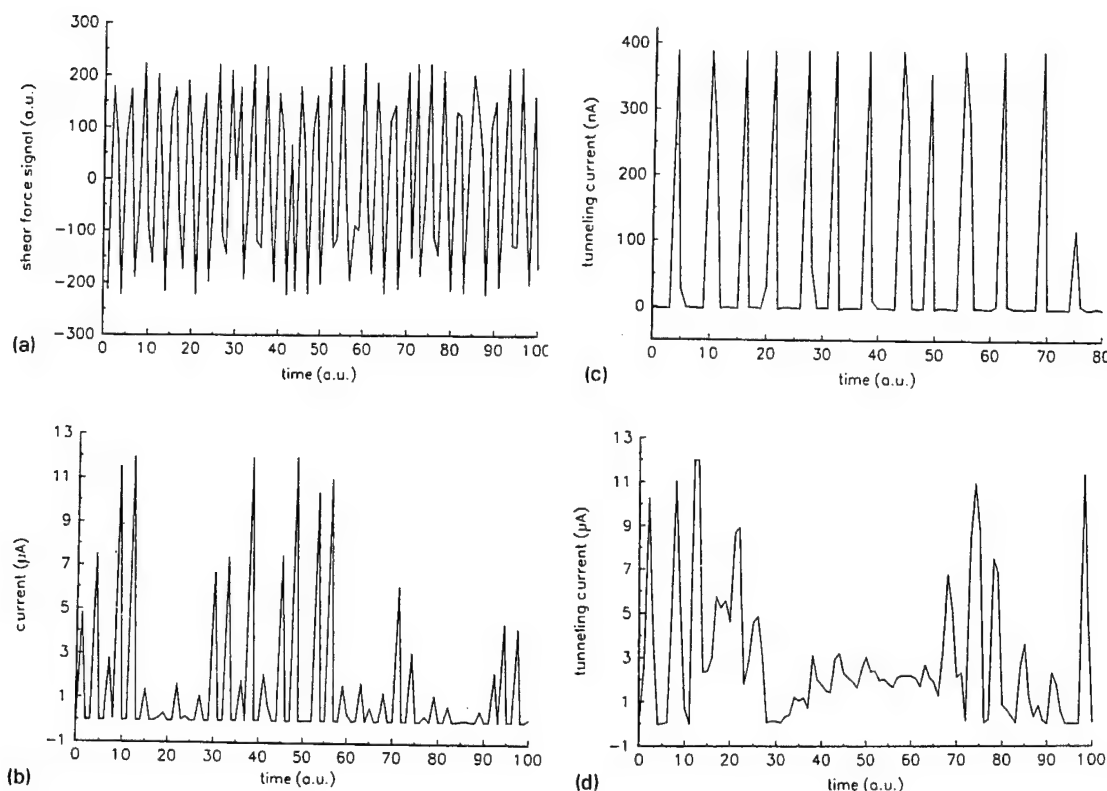 300
200
100
0
−100
−200
−300
shear force signal (a.u.)
0 10 20 30 40 50 60 70 80 90 100
time (a.u.)
(a)
400
300
200
100
0
tunneling current (nA)
0 10 20 30 40 50 60 70 80
time (a.u.)
(c)
13
11
9
7
5
3
1
−1
current (μA)
0 10 20 30 40 50 60 70 80 90 100
time (a.u.)
(b)
13
11
9
7
5
3
1
−1
tunneling current (μA)
0 10 20 30 40 50 60 70 80 90 100
time (a.u.)
(d)